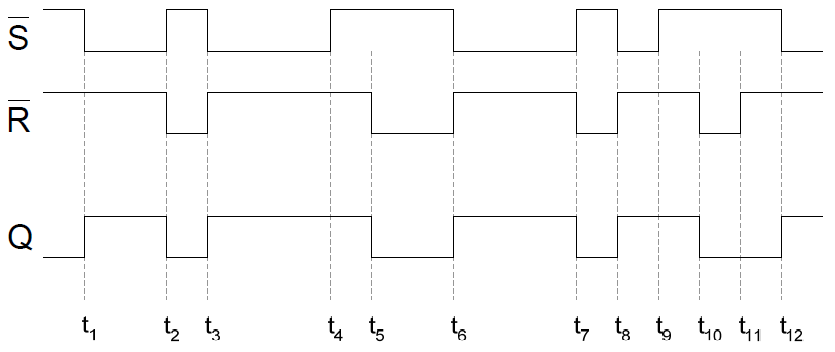 S̅
R̅
Q
t₁ t₂ t₃ t₄ t₅ t₆ t₇ t₈ t₉ t₁₀ t₁₁ t₁₂